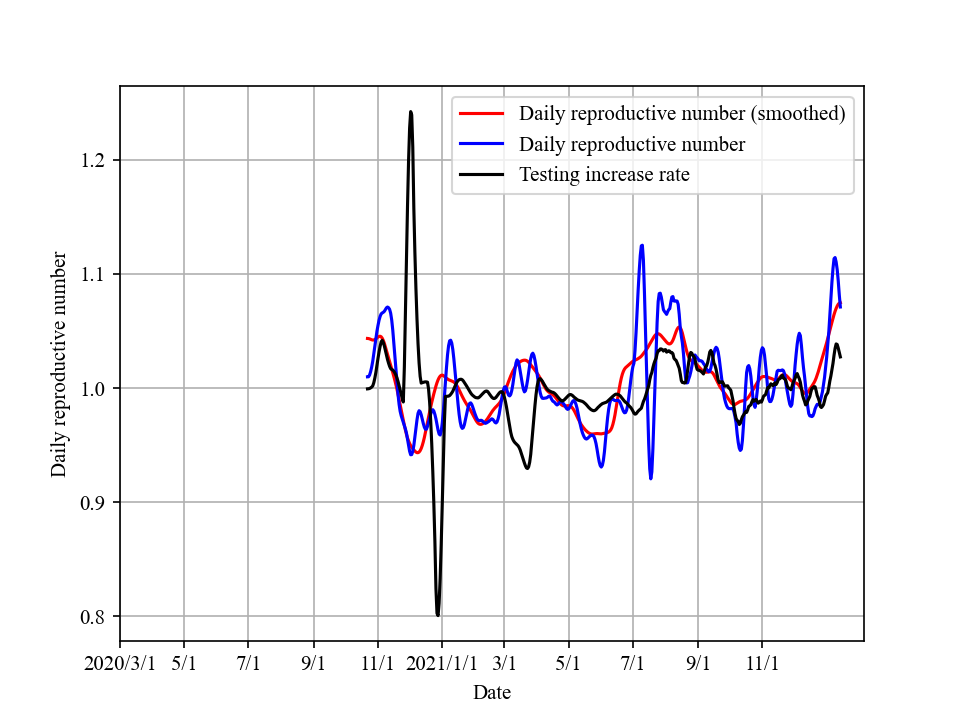 Daily reproductive number (smoothed)
Daily reproductive number
Testing increase rate
Daily reproductive number
1.2
1.1
1.0
0.9
0.8
2020/3/1 5/1 7/1 9/1 11/1 2021/1/1 3/1 5/1 7/1 9/1 11/1
Date